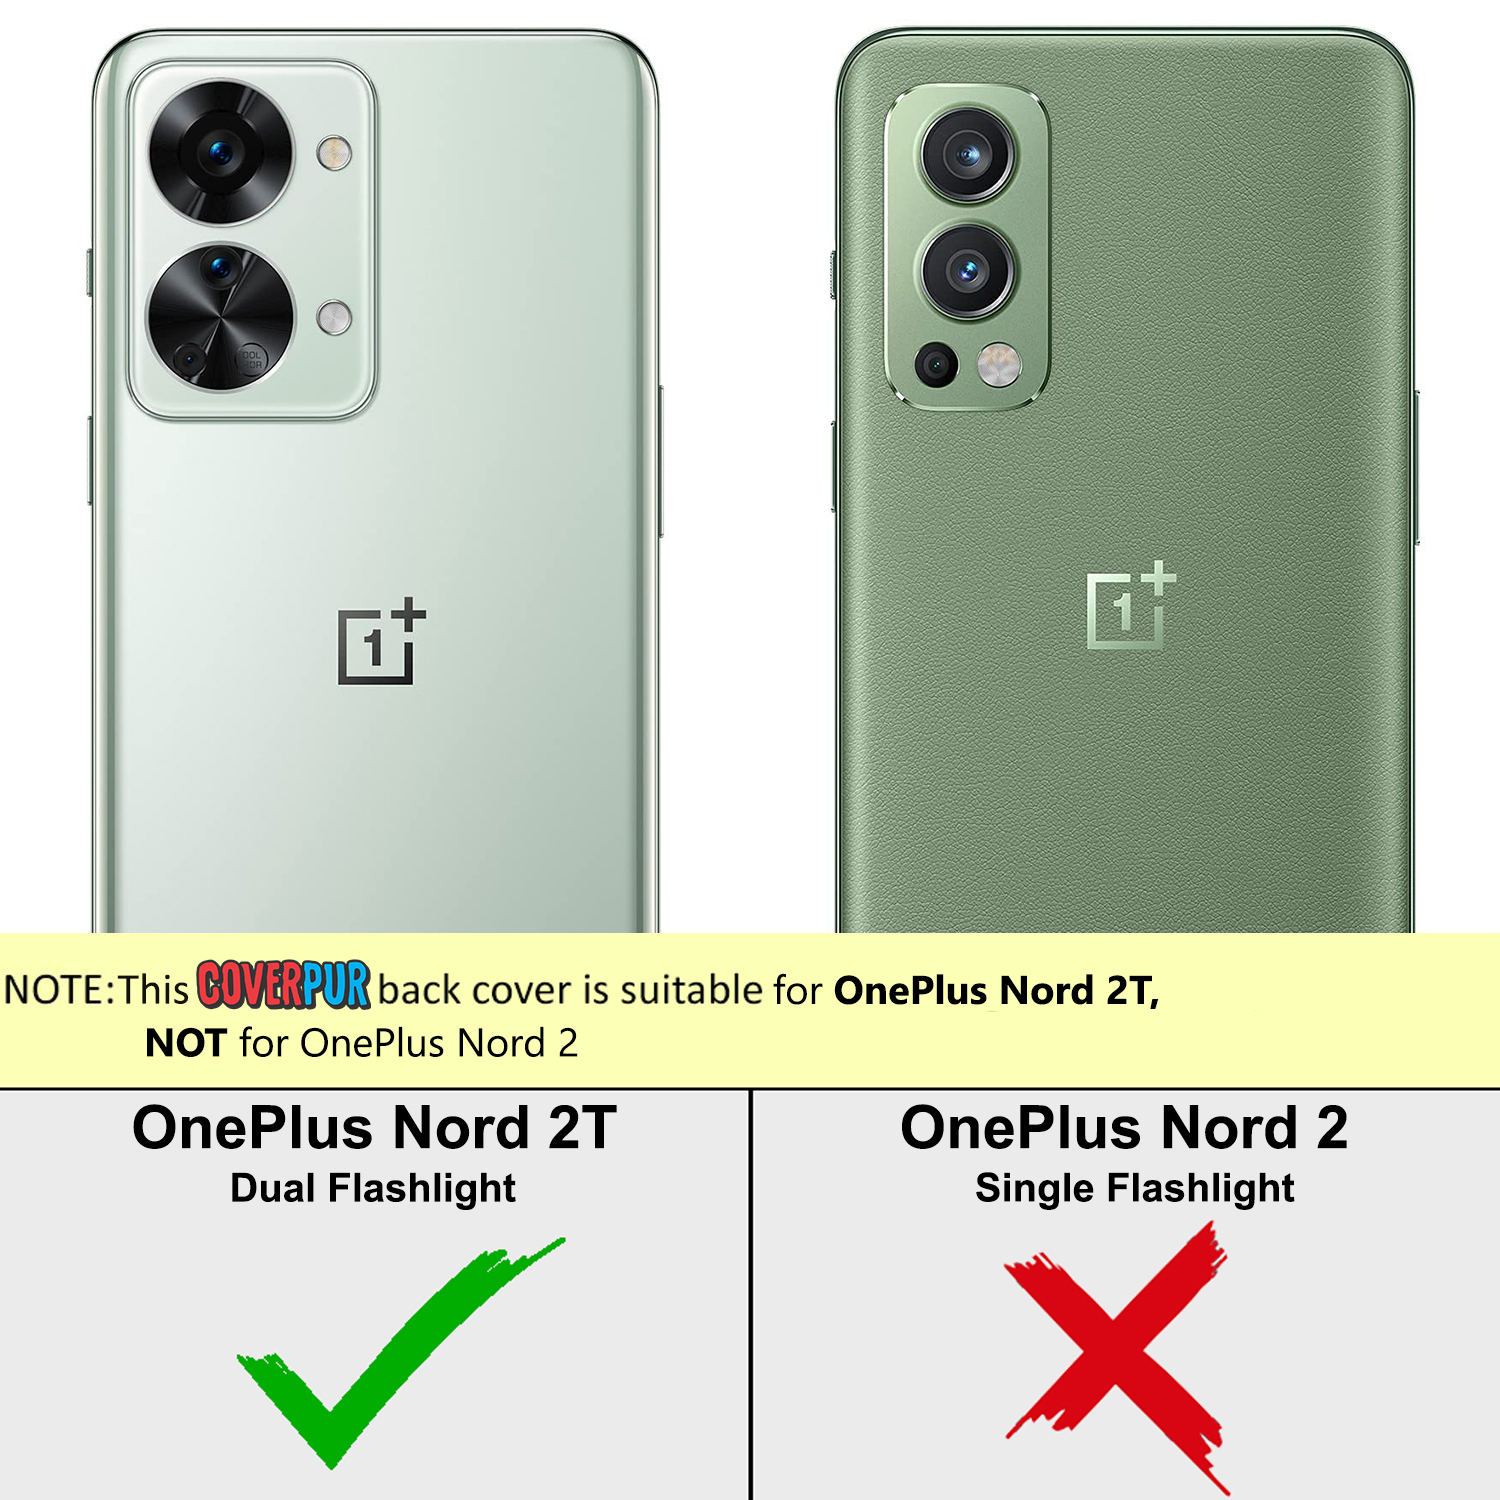 NOTE: This COVERPUR back cover is suitable for OnePlus Nord 2T,
NOT for OnePlus Nord 2
OnePlus Nord 2T
Dual Flashlight
OnePlus Nord 2
Single Flashlight